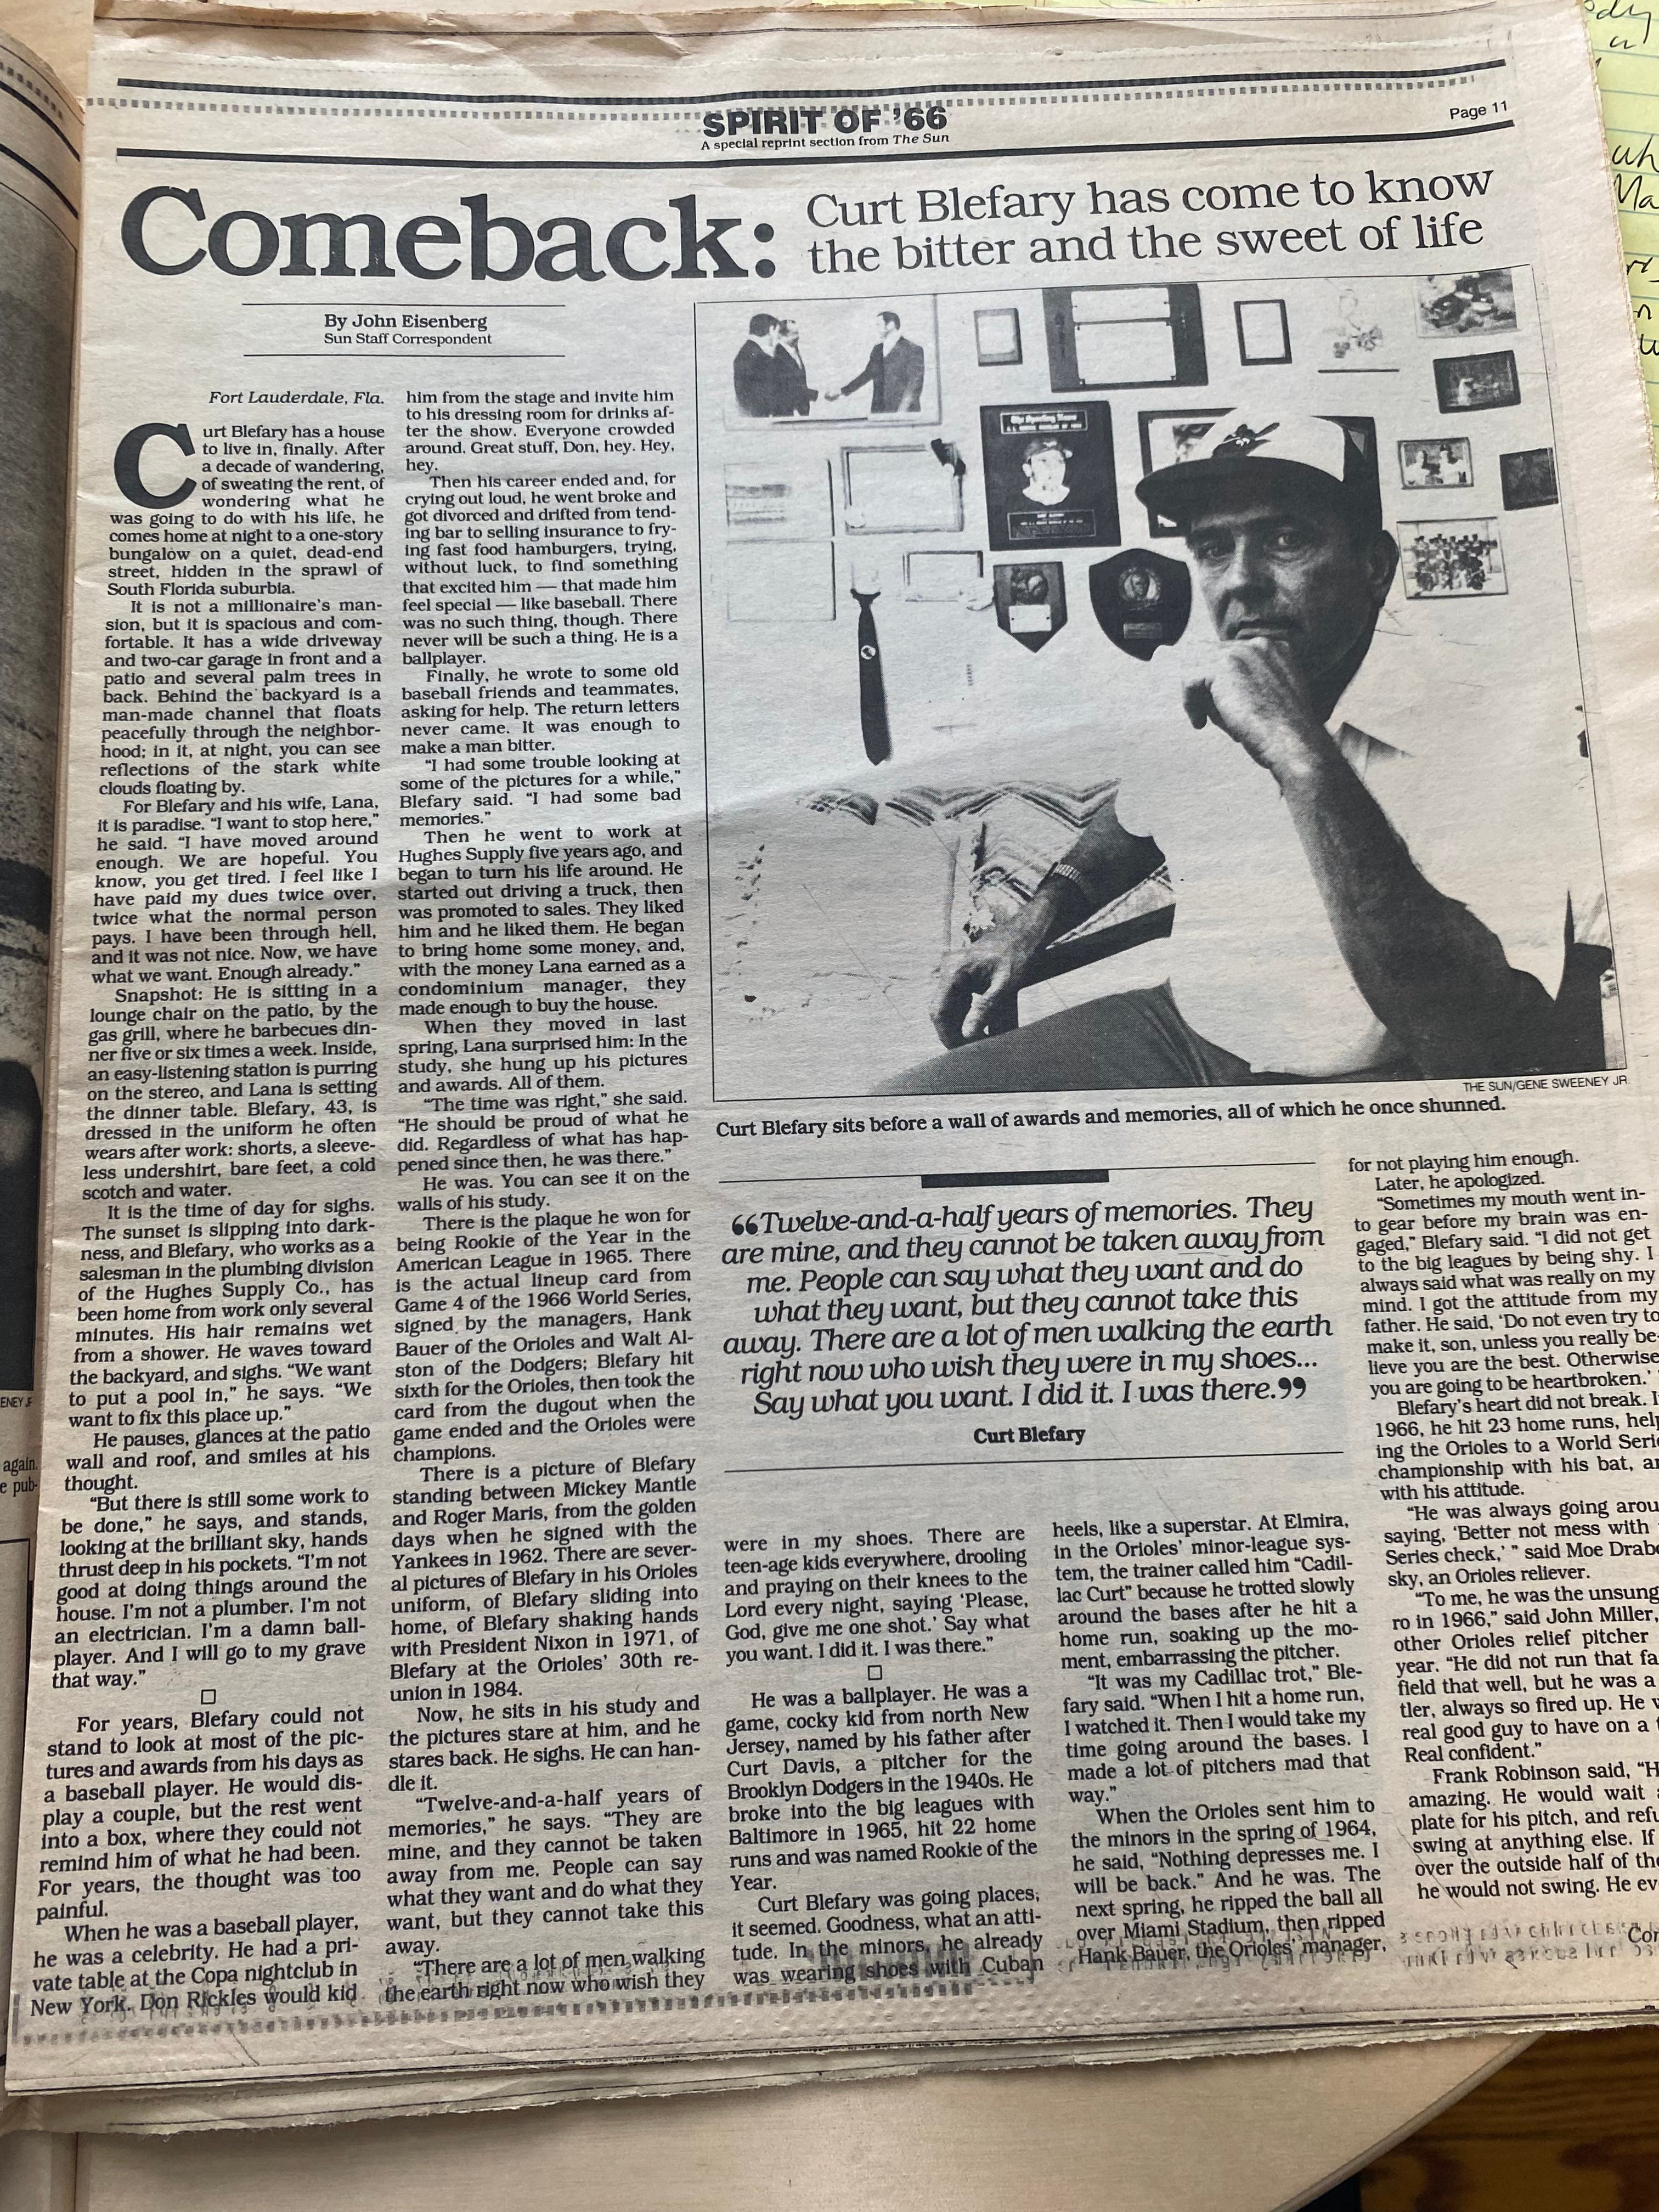 SPIRIT OF '66
A special reprint section from The Sun
Page 11
Comeback:
Curt Blefary has come to know
the bitter and the sweet of life
By John Eisenberg
Sun Staff Correspondent
Fort Lauderdale, Fla.
Curt Blefary has a house
to live in, finally. After
a decade of wandering,
of sweating the rent, of
wondering what he
was going to do with his life, he
comes home at night to a one-story
bungalow on a quiet, dead-end
street, hidden in the sprawl of
South Florida suburbia.
It is not a millionaire's man-
sion, but it is spacious and com-
fortable. It has a wide driveway
and two-car garage in front and a
patio and several palm trees in
back. Behind the backyard is a
man-made channel that floats
peacefully through the neighbor-
hood; in it, at night, you can see
reflections of the stark white
clouds floating by.
For Blefary and his wife, Lana,
it is paradise. "I want to stop here,"
he said. "I have moved around
enough. We are hopeful. You
know, you get tired. I feel like I
have paid my dues twice over,
twice what the normal person
pays. I have been through hell,
and it was not nice. Now, we have
what we want. Enough already."
Snapshot: He is sitting in a
lounge chair on the patio, by the
gas grill, where he barbecues din-
ner five or six times a week. Inside,
an easy-listening station is purring
on the stereo, and Lana is setting
the dinner table. Blefary, 43, is
dressed in the uniform he often
wears after work: shorts, a sleeve-
less undershirt, bare feet, a cold
scotch and water.
It is the time of day for sighs.
The sunset is slipping into dark-
ness, and Blefary, who works as a
salesman in the plumbing division
of the Hughes Supply Co., has
been home from work only several
minutes. His hair remains wet
from a shower. He waves toward
the backyard, and sighs. "We want
to put a pool in," he says. "We
want to fix this place up."
He pauses, glances at the patio
wall and roof, and smiles at his
thought.
"But there is still some work to
be done," he says, and stands,
looking at the brilliant sky, hands
thrust deep in his pockets. "I'm not
good at doing things around the
house. I'm not a plumber. I'm not
an electrician. I'm a damn ball-
player. And I will go to my grave
that way."
For years, Blefary could not
stand to look at most of the pic-
tures and awards from his days as
a baseball player. He would dis-
play a couple, but the rest went
into a box, where they could not
remind him of what he had been.
For years, the thought was too
painful.
When he was a baseball player,
he was a celebrity. He had a pri-
vate table at the Copa nightclub in
New York. Don Rickles would kid
him from the stage and invite him
to his dressing room for drinks af-
ter the show. Everyone crowded
around. Great stuff, Don, hey. Hey,
hey.
Then his career ended and, for
crying out loud, he went broke and
got divorced and drifted from tend-
ing bar to selling insurance to fry-
ing fast food hamburgers, trying,
without luck, to find something
that excited him — that made him
feel special — like baseball. There
was no such thing, though. There
never will be such a thing. He is a
ballplayer.
Finally, he wrote to some old
baseball friends and teammates,
asking for help. The return letters
never came. It was enough to
make a man bitter.
"I had some trouble looking at
some of the pictures for a while,"
Blefary said. "I had some bad
memories."
Then he went to work at
Hughes Supply five years ago, and
began to turn his life around. He
started out driving a truck, then
was promoted to sales. They liked
him and he liked them. He began
to bring home some money, and,
with the money Lana earned as a
condominium manager, they
made enough to buy the house.
When they moved in last
spring, Lana surprised him: In the
study, she hung up his pictures
and awards. All of them.
"The time was right," she said.
"He should be proud of what he
did. Regardless of what has hap-
pened since then, he was there."
He was. You can see it on the
walls of his study.
There is the plaque he won for
being Rookie of the Year in the
American League in 1965. There
is the actual lineup card from
Game 4 of the 1966 World Series,
signed by the managers, Hank
Bauer of the Orioles and Walt Al-
ston of the Dodgers; Blefary hit
sixth for the Orioles, then took the
card from the dugout when the
game ended and the Orioles were
champions.
There is a picture of Blefary
standing between Mickey Mantle
and Roger Maris, from the golden
days when he signed with the
Yankees in 1962. There are sever-
al pictures of Blefary in his Orioles
uniform, of Blefary sliding into
home, of Blefary shaking hands
with President Nixon in 1971, of
Blefary at the Orioles' 30th re-
union in 1984.
Now, he sits in his study and
the pictures stare at him, and he
stares back. He sighs. He can han-
dle it.
"Twelve-and-a-half years of
memories," he says. "They are
mine, and they cannot be taken
away from me. People can say
what they want and do what they
want, but they cannot take this
away.
"There are a lot of men walking
the earth right now who wish they
THE SUN/GENE SWEENEY JR
Curt Blefary sits before a wall of awards and memories, all of which he once shunned.
"Twelve-and-a-half years of memories. They
are mine, and they cannot be taken away from
me. People can say what they want and do
what they want, but they cannot take this
away. There are a lot of men walking the earth
right now who wish they were in my shoes...
Say what you want. I did it. I was there."
Curt Blefary
were in my shoes. There are
teen-age kids everywhere, drooling
and praying on their knees to the
Lord every night, saying 'Please,
God, give me one shot.' Say what
you want. I did it. I was there."
He was a ballplayer. He was a
game, cocky kid from north New
Jersey, named by his father after
Curt Davis, a pitcher for the
Brooklyn Dodgers in the 1940s. He
broke into the big leagues with
Baltimore in 1965, hit 22 home
runs and was named Rookie of the
Year.
Curt Blefary was going places,
it seemed. Goodness, what an atti-
tude. In the minors, he already
was wearing shoes with Cuban
heels, like a superstar. At Elmira,
in the Orioles' minor-league sys-
tem, the trainer called him "Cadil-
lac Curt" because he trotted slowly
around the bases after he hit a
home run, soaking up the mo-
ment, embarrassing the pitcher.
"It was my Cadillac trot," Ble-
fary said. "When I hit a home run,
I watched it. Then I would take my
time going around the bases. I
made a lot of pitchers mad that
way."
When the Orioles sent him to
the minors in the spring of 1964,
he said, "Nothing depresses me. I
will be back." And he was. The
next spring, he ripped the ball all
over Miami Stadium, then ripped
Hank Bauer, the Orioles' manager,
for not playing him enough.
Later, he apologized.
"Sometimes my mouth went in-
to gear before my brain was en-
gaged," Blefary said. "I did not get
to the big leagues by being shy. I
always said what was really on my
mind. I got the attitude from my
father. He said, 'Do not even try to
make it, son, unless you really be-
lieve you are the best. Otherwise
you are going to be heartbroken.'
Blefary's heart did not break.
1966, he hit 23 home runs, help
ing the Orioles to a World Serie
championship with his bat, a
with his attitude.
"He was always going arou
saying, 'Better not mess with
Series check,' " said Moe Drabo
sky, an Orioles reliever.
"To me, he was the unsung
ro in 1966," said John Miller,
other Orioles relief pitcher
year. "He did not run that fa
field that well, but he was a
tler, always so fired up. He
real good guy to have on a
Real confident."
Frank Robinson said, "H
amazing. He would wait
plate for his pitch, and refu
swing at anything else. If
over the outside half of the
he would not swing. He ev
Con